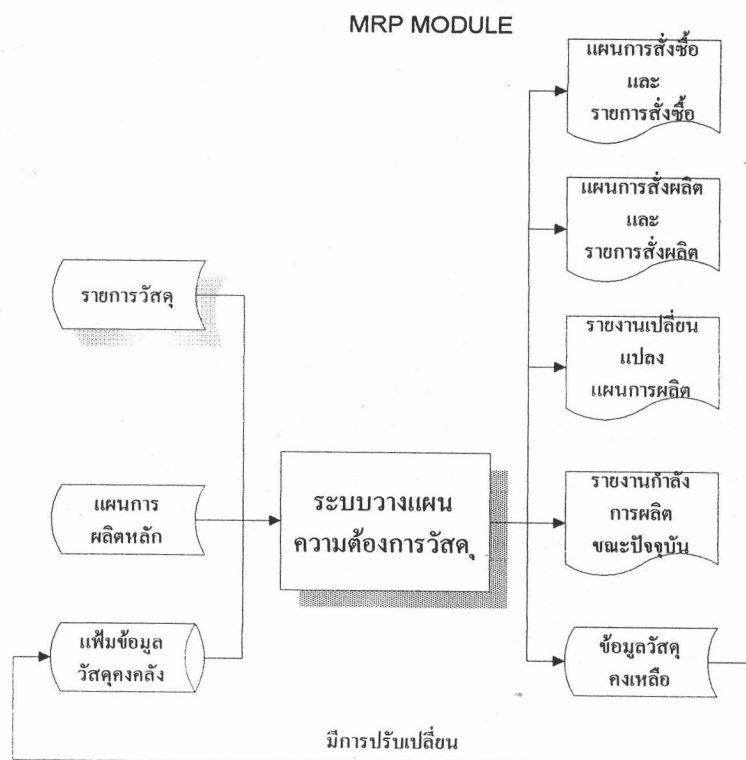 MRP MODULE
แผนการสั่งซื้อ
และ
รายการสั่งซื้อ
แผนการสั่งผลิต
และ
รายการสั่งผลิต
รายการวัสดุ
รายงานเปลี่ยน
แปลง
แผนการผลิต
แผนการ
ผลิตหลัก
ระบบวางแผน
ความต้องการวัสดุ
รายงานกำลัง
การผลิต
ขณะปัจจุบัน
แฟ้มข้อมูล
วัสดุคงคลัง
ข้อมูลวัสดุ
คงเหลือ
มีการปรับเปลี่ยน